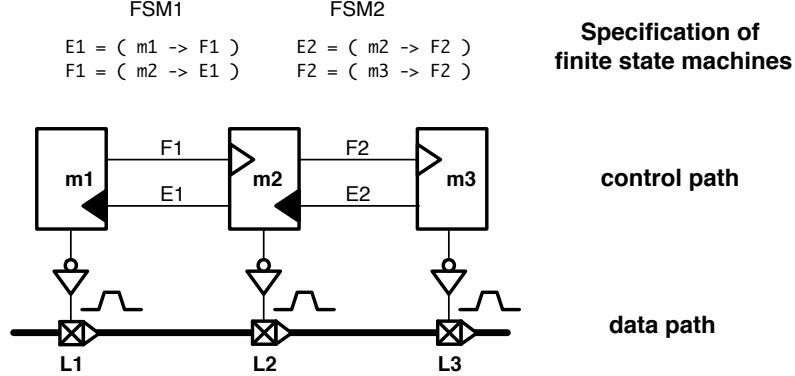 FSM1 FSM2
E1 = ( m1 -> F1 ) E2 = ( m2 -> F2 ) Specification of
F1 = ( m2 -> E1 ) F2 = ( m3 -> F2 ) finite state machines
F1 F2
m1 m2 m3 control path
E1 E2
data path
L1 L2 L3